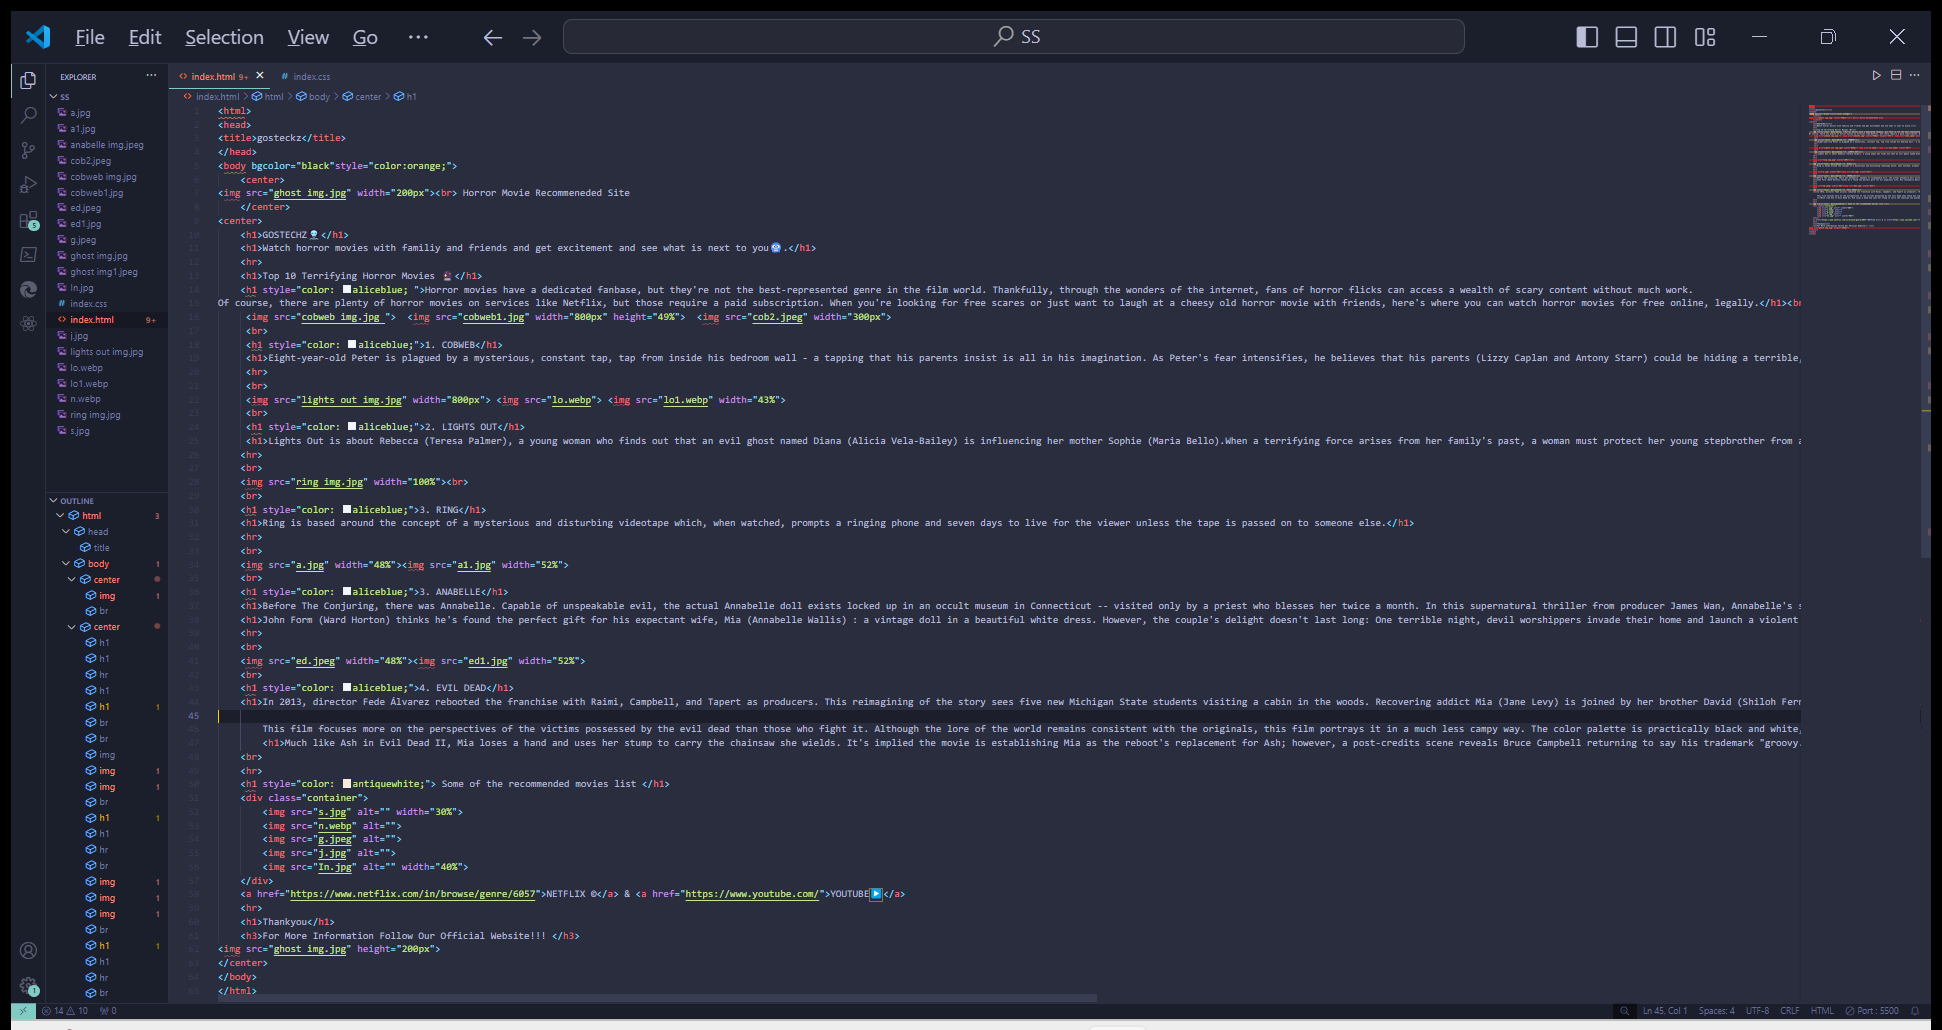 File Edit Selection View Go ··· SS
EXPLORER ···
SS
a.jpg
a1.jpg
anabelle img.jpeg
cob2.jpeg
cobweb img.jpg
cobweb1.jpg
ed.jpeg
ed1.jpg
g.jpeg
ghost img.jpg
ghost img1.jpeg
In.jpg
# index.css
<> index.html 9+
j.jpg
lights out img.jpg
lo.webp
lo1.webp
n.webp
ring img.jpg
s.jpg
OUTLINE
html 3
head
title
body 1
center
img 1
br
center
h1
h1
hr
h1
h1 1
br
br
img
img 1
img 1
br
h1 1
h1
hr
br
img 1
img 1
img 1
br
h1 1
h1
hr
br
<> index.html 9+ # index.css
<> index.html > html > body > center > h1
<html>
<head>
<title>gosteckz</title>
</head>
<body bgcolor="black"style="color:orange;">
<center>
<img src="ghost img.jpg" width="200px"><br> Horror Movie Recommeneded Site
</center>
<center>
<h1>GOSTECHZ👽</h1>
<h1>Watch horror movies with familiy and friends and get excitement and see what is next to you.</h1>
<hr>
<h1>Top 10 Terrifying Horror Movies </h1>
<h1 style="color: aliceblue; ">Horror movies have a dedicated fanbase, but they're not the best-represented genre in the film world. Thankfully, through the wonders of the internet, fans of horror flicks can access a wealth of scary content without much work.
Of course, there are plenty of horror movies on services like Netflix, but those require a paid subscription. When you're looking for free scares or just want to laugh at a cheesy old horror movie with friends, here's where you can watch horror movies for free online, legally.</h1><br
<img src="cobweb img.jpg "> <img src="cobweb1.jpg" width="800px" height="49%"> <img src="cob2.jpeg" width="300px">
<br>
<h1 style="color: aliceblue;">1. COBWEB</h1>
<h1>Eight-year-old Peter is plagued by a mysterious, constant tap, tap from inside his bedroom wall - a tapping that his parents insist is all in his imagination. As Peter's fear intensifies, he believes that his parents (Lizzy Caplan and Antony Starr) could be hiding a terrible,
<hr>
<br>
<img src="lights out img.jpg" width="800px"> <img src="lo.webp"> <img src="lo1.webp" width="43%">
<br>
<h1 style="color: aliceblue;">2. LIGHTS OUT</h1>
<h1>Lights Out is about Rebecca (Teresa Palmer), a young woman who finds out that an evil ghost named Diana (Alicia Vela-Bailey) is influencing her mother Sophie (Maria Bello).When a terrifying force arises from her family's past, a woman must protect her young stepbrother from a
<hr>
<br>
<img src="ring img.jpg" width="100%"><br>
<br>
<h1 style="color: aliceblue;">3. RING</h1>
<h1>Ring is based around the concept of a mysterious and disturbing videotape which, when watched, prompts a ringing phone and seven days to live for the viewer unless the tape is passed on to someone else.</h1>
<hr>
<br>
<img src="a.jpg" width="48%"><img src="a1.jpg" width="52%">
<br>
<h1 style="color: aliceblue;">3. ANABELLE</h1>
<h1>Before The Conjuring, there was Annabelle. Capable of unspeakable evil, the actual Annabelle doll exists locked up in an occult museum in Connecticut -- visited only by a priest who blesses her twice a month. In this supernatural thriller from producer James Wan, Annabelle's s
<h1>John Form (Ward Horton) thinks he's found the perfect gift for his expectant wife, Mia (Annabelle Wallis) : a vintage doll in a beautiful white dress. However, the couple's delight doesn't last long: One terrible night, devil worshippers invade their home and launch a violent
<hr>
<br>
<img src="ed.jpeg" width="48%"><img src="ed1.jpg" width="52%">
<br>
<h1 style="color: aliceblue;">4. EVIL DEAD</h1>
<h1>In 2013, director Fede Álvarez rebooted the franchise with Raimi, Campbell, and Tapert as producers. This reimagining of the story sees five new Michigan State students visiting a cabin in the woods. Recovering addict Mia (Jane Levy) is joined by her brother David (Shiloh Fern
45
This film focuses more on the perspectives of the victims possessed by the evil dead than those who fight it. Although the lore of the world remains consistent with the originals, this film portrays it in a much less campy way. The color palette is practically black and white,
<h1>Much like Ash in Evil Dead II, Mia loses a hand and uses her stump to carry the chainsaw she wields. It's implied the movie is establishing Mia as the reboot's replacement for Ash; however, a post-credits scene reveals Bruce Campbell returning to say his trademark "groovy.
<br>
<hr>
<h1 style="color: antiquewhite;"> Some of the recommended movies list </h1>
<div class="container">
<img src="s.jpg" alt="" width="30%">
<img src="n.webp" alt="">
<img src="g.jpeg" alt="">
<img src="j.jpg" alt="">
<img src="In.jpg" alt="" width="40%">
</div>
<a href="https://www.netflix.com/in/browse/genre/6057">NETFLIX ©</a> & <a href="https://www.youtube.com/">YOUTUBE▶️</a>
<hr>
<h1>Thankyou</h1>
<h3>For More Information Follow Our Official Website!!! </h3>
<img src="ghost img.jpg" height="200px">
</center>
</body>
</html>
14 10 0 Ln 45, Col 1 Spaces: 4 UTF-8 CRLF HTML Port : 5500